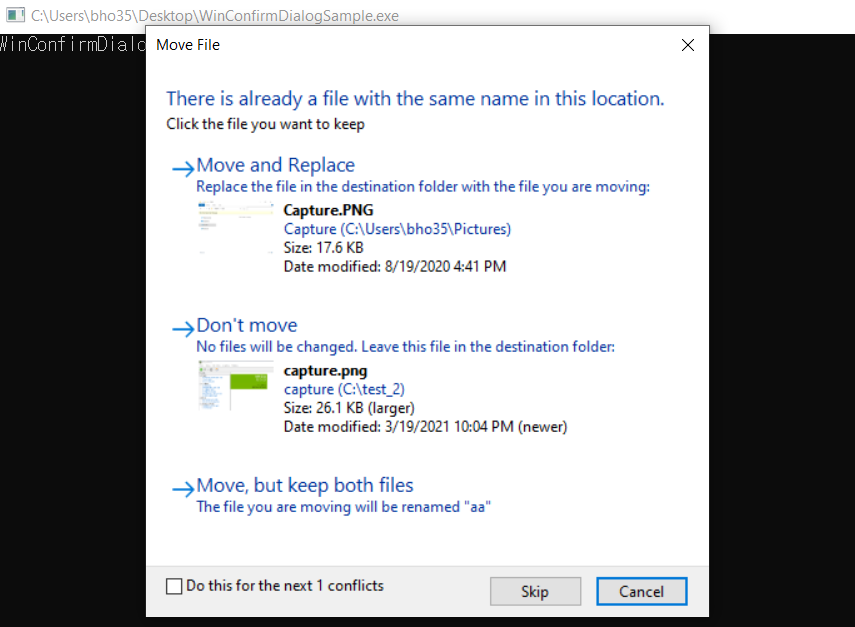 C:\Users\bho35\Desktop\WinConfirmDialogSample.exe
WinConfirmDialo
Move File
There is already a file with the same name in this location.
Click the file you want to keep
Move and Replace
Replace the file in the destination folder with the file you are moving:
Capture.PNG
Capture (C:\Users\bho35\Pictures)
Size: 17.6 KB
Date modified: 8/19/2020 4:41 PM
Don't move
No files will be changed. Leave this file in the destination folder:
capture.png
capture (C:\test_2)
Size: 26.1 KB (larger)
Date modified: 3/19/2021 10:04 PM (newer)
Move, but keep both files
The file you are moving will be renamed "aa"
Do this for the next 1 conflicts
Skip
Cancel